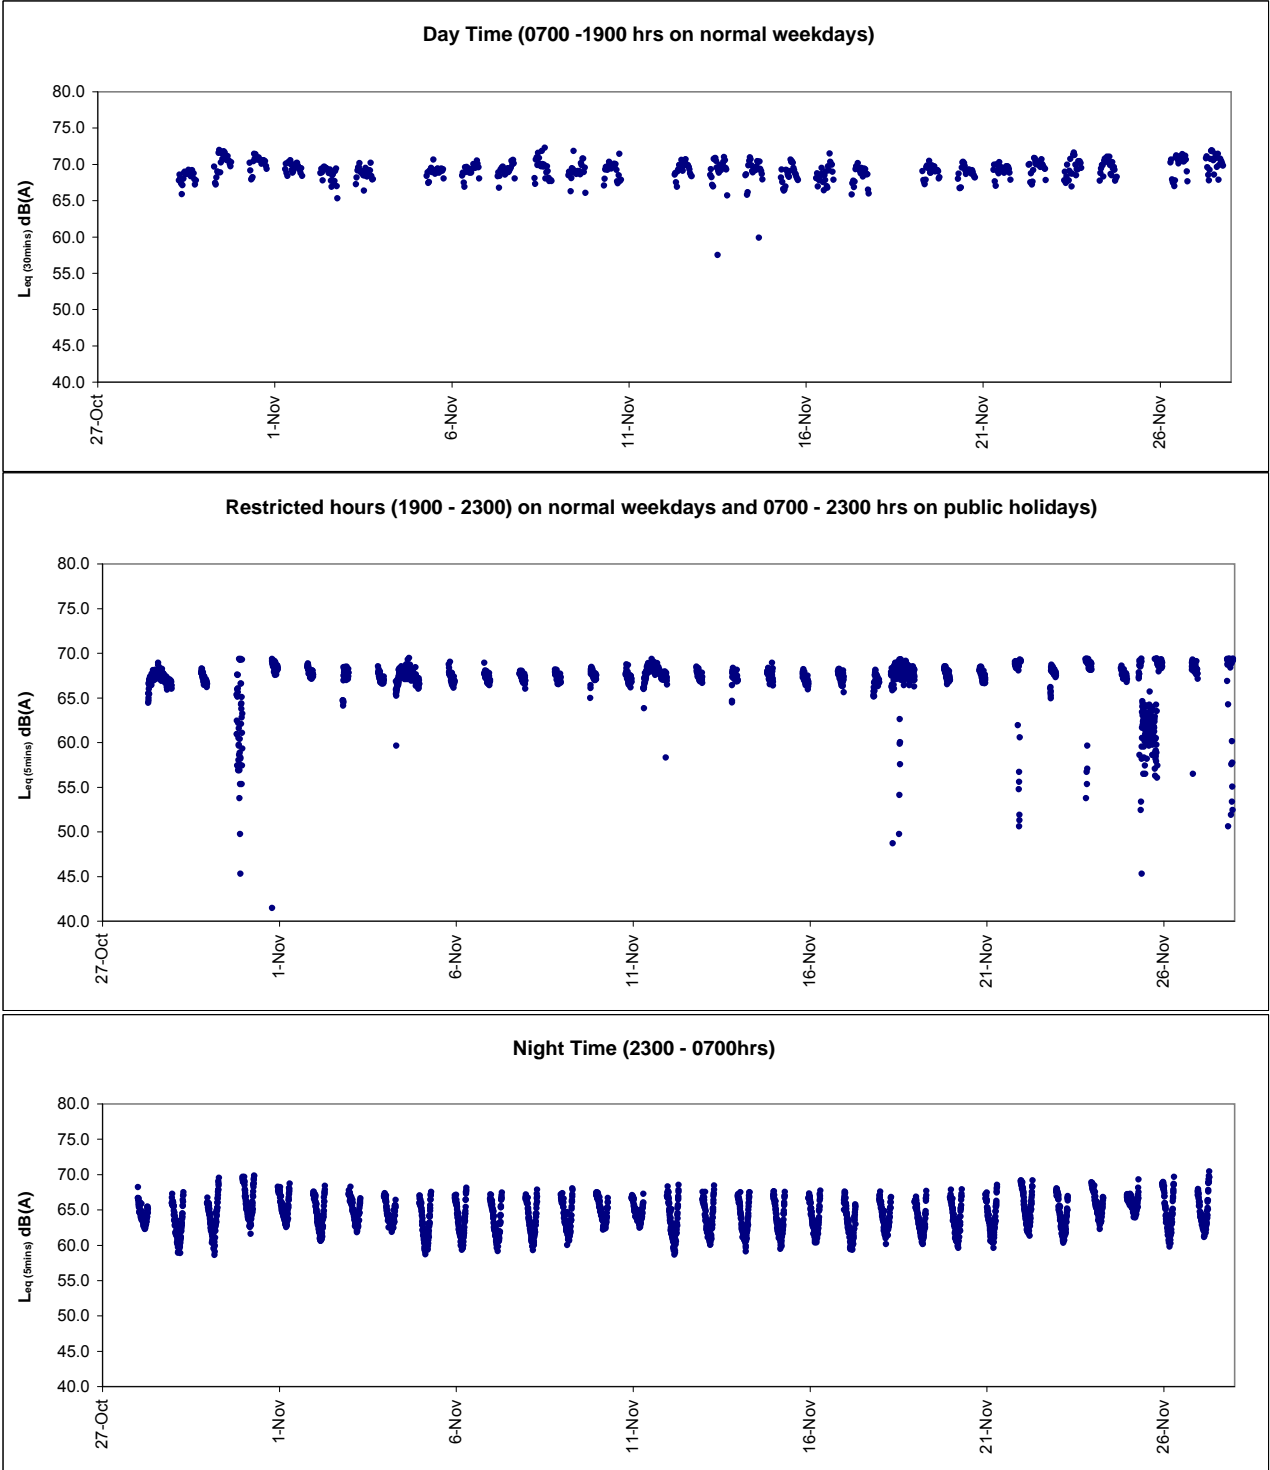 Day Time (0700 -1900 hrs on normal weekdays)
80.0
75.0
70.0
65.0
60.0
55.0
50.0
45.0
40.0
Leq (30mins) dB(A)
27-Oct
1-Nov
6-Nov
11-Nov
16-Nov
21-Nov
26-Nov
Restricted hours (1900 - 2300) on normal weekdays and 0700 - 2300 hrs on public holidays)
80.0
75.0
70.0
65.0
60.0
55.0
50.0
45.0
40.0
Leq (5mins) dB(A)
27-Oct
1-Nov
6-Nov
11-Nov
16-Nov
21-Nov
26-Nov
Night Time (2300 - 0700hrs)
80.0
75.0
70.0
65.0
60.0
55.0
50.0
45.0
40.0
Leq (5mins) dB(A)
27-Oct
1-Nov
6-Nov
11-Nov
16-Nov
21-Nov
26-Nov